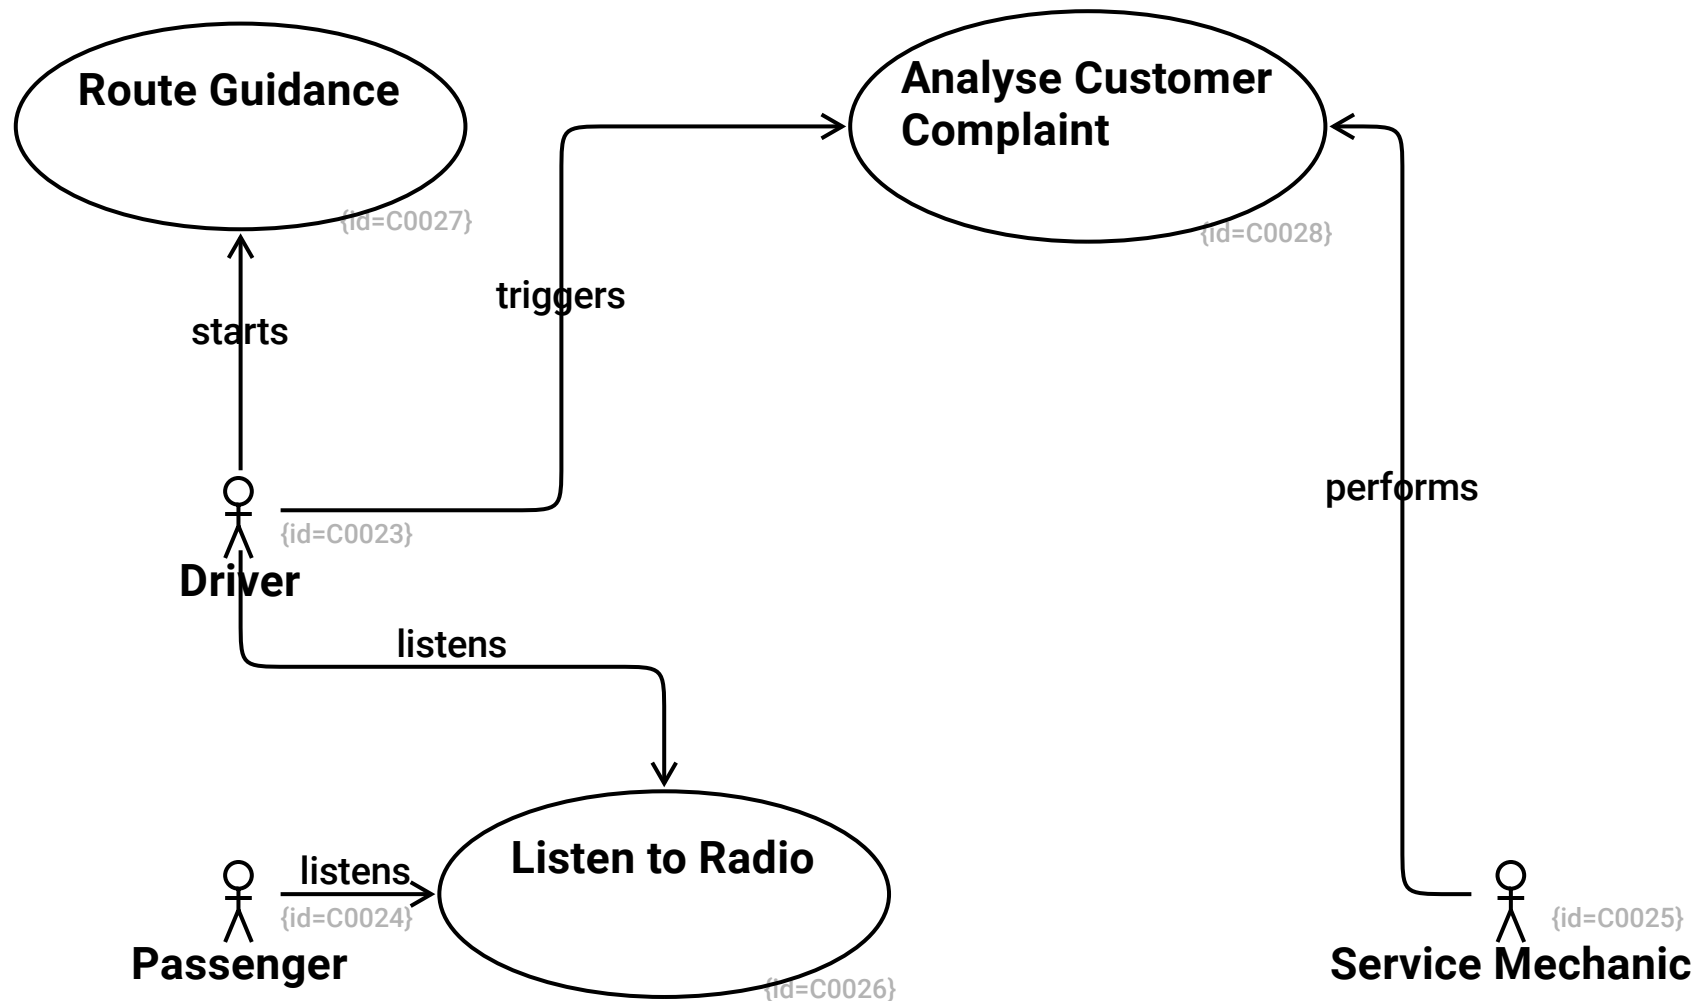 Route Guidance
{id=C0027}
Analyse Customer
Complaint
{id=C0028}
triggers
starts
performs
{id=C0023}
Driver
listens
Listen to Radio
{id=C0026}
listens
{id=C0024}
Passenger
{id=C0025}
Service Mechanic